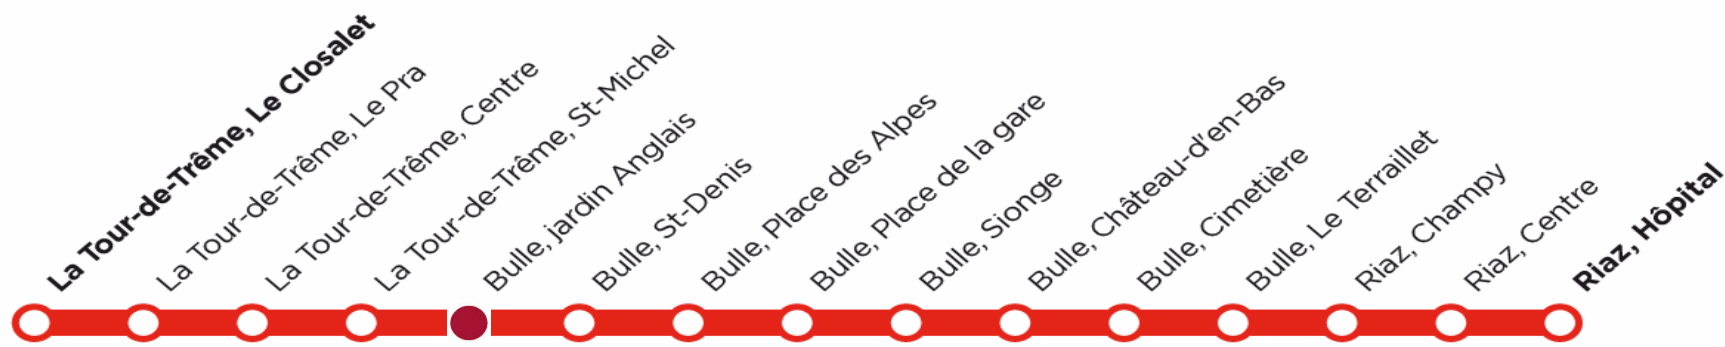 La Tour-de-Trême, Le Closalet
La Tour-de-Trême, Le Pra
La Tour-de-Trême, Centre
La Tour-de-Trême, St-Michel
Bulle, jardin Anglais
Bulle, St-Denis
Bulle, Place des Alpes
Bulle, Place de la gare
Bulle, Sionge
Bulle, Château-d'en-Bas
Bulle, Cimetière
Bulle, Le Terraillet
Riaz, Champy
Riaz, Centre
Riaz, Hôpital